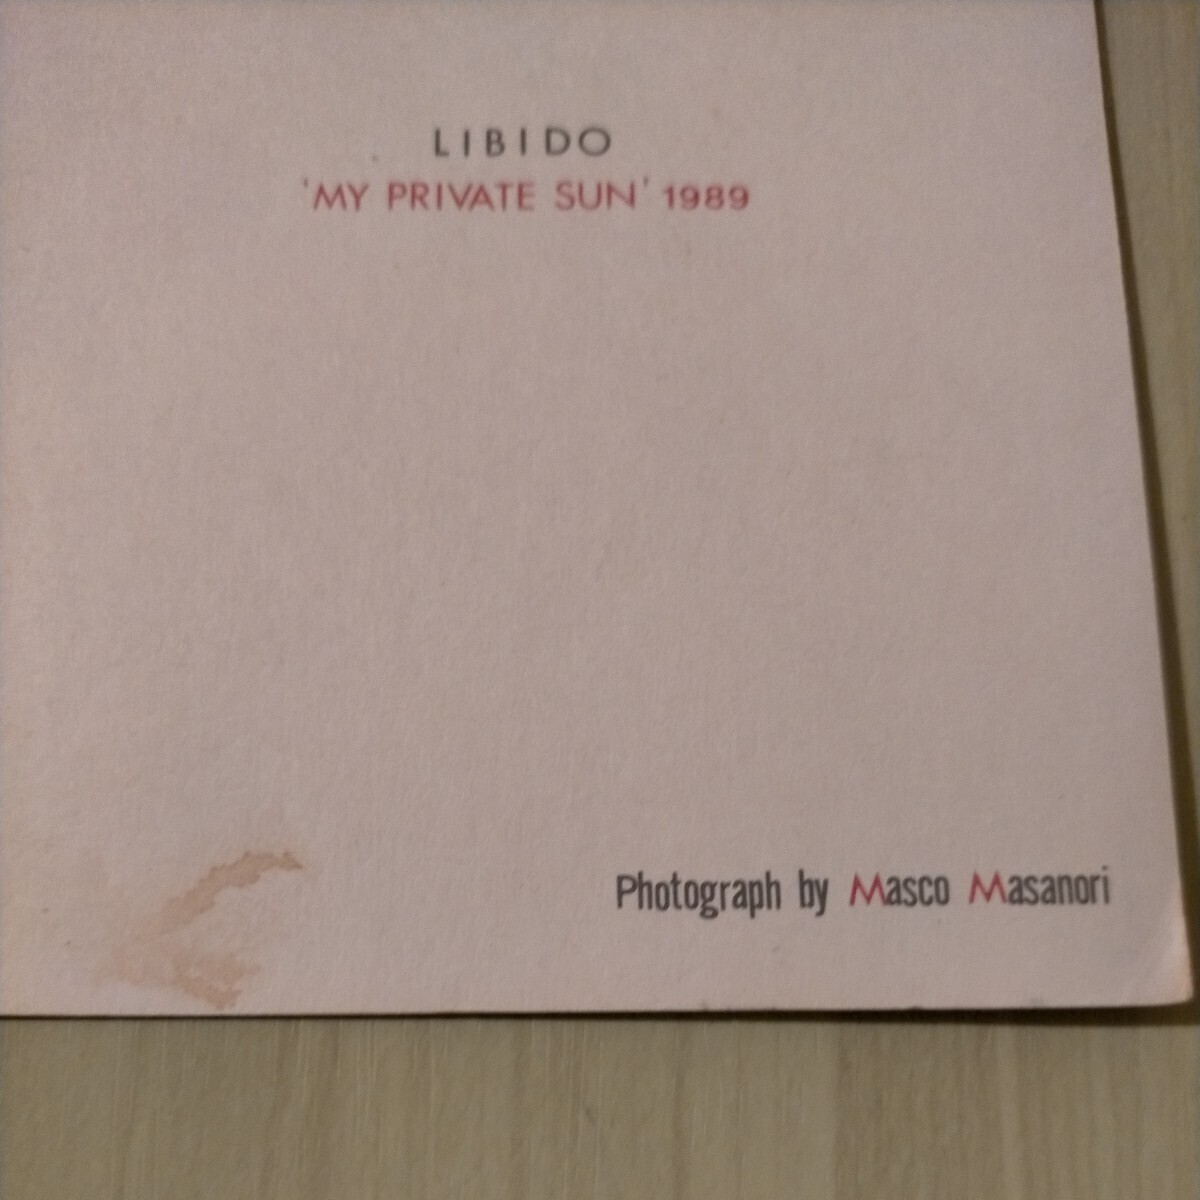 LIBIDO
'MY PRIVATE SUN' 1989
Photograph by Masco Masanori